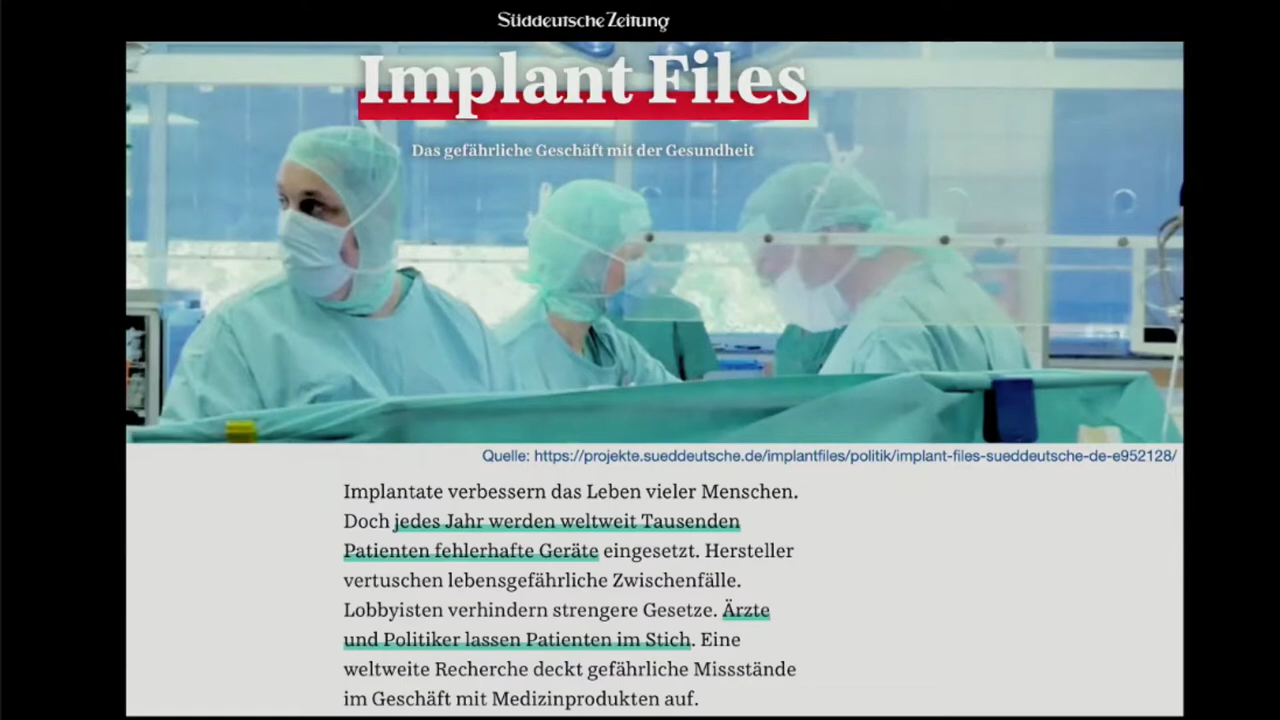 Süddeutsche Zeitung
Implant Files
Das gefährliche Geschäft mit der Gesundheit
Quelle: https://projekte.sueddeutsche.de/implantfiles/politik/implant-files-sueddeutsche-de-e952128/
Implantate verbessern das Leben vieler Menschen.
Doch jedes Jahr werden weltweit Tausenden
Patienten fehlerhafte Geräte eingesetzt. Hersteller
vertuschen lebensgefährliche Zwischenfälle.
Lobbyisten verhindern strengere Gesetze. Ärzte
und Politiker lassen Patienten im Stich. Eine
weltweite Recherche deckt gefährliche Missstände
im Geschäft mit Medizinprodukten auf.